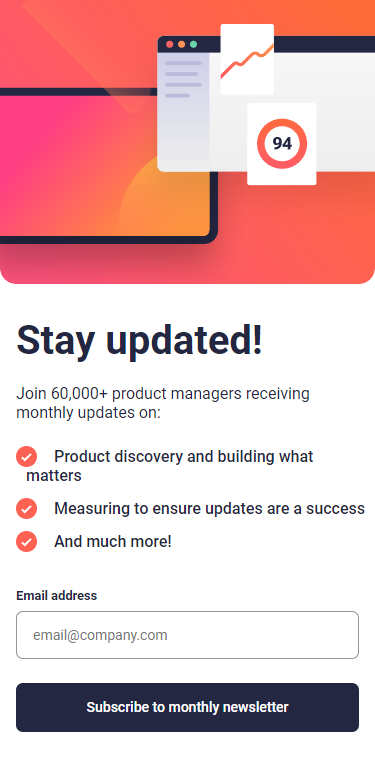 94
Stay updated!
Join 60,000+ product managers receiving
monthly updates on:
Product discovery and building what
matters
Measuring to ensure updates are a success
And much more!
Email address
email@company.com
Subscribe to monthly newsletter